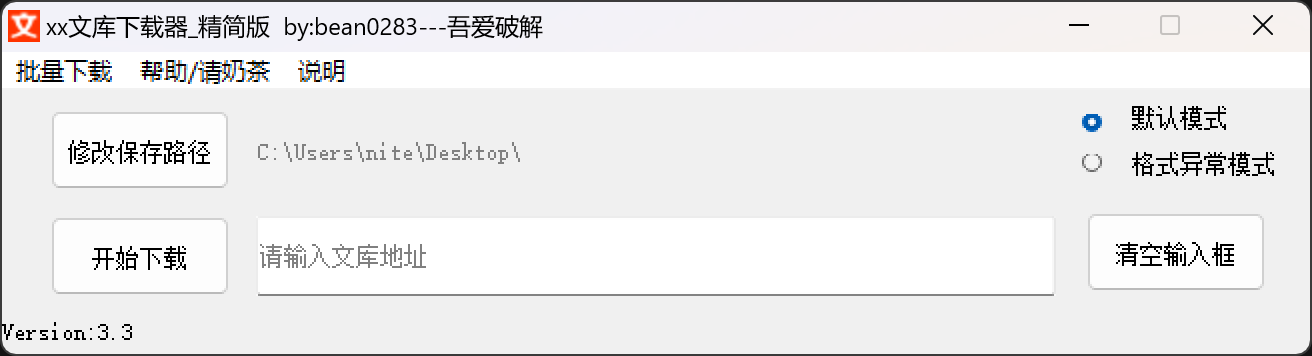 文 xx文库下载器_精简版 by:bean0283---吾爱破解
批量下载 帮助/请奶茶 说明
修改保存路径 C:\Users\nite\Desktop\ 默认模式
格式异常模式
开始下载 请输入文库地址 清空输入框
Version:3.3